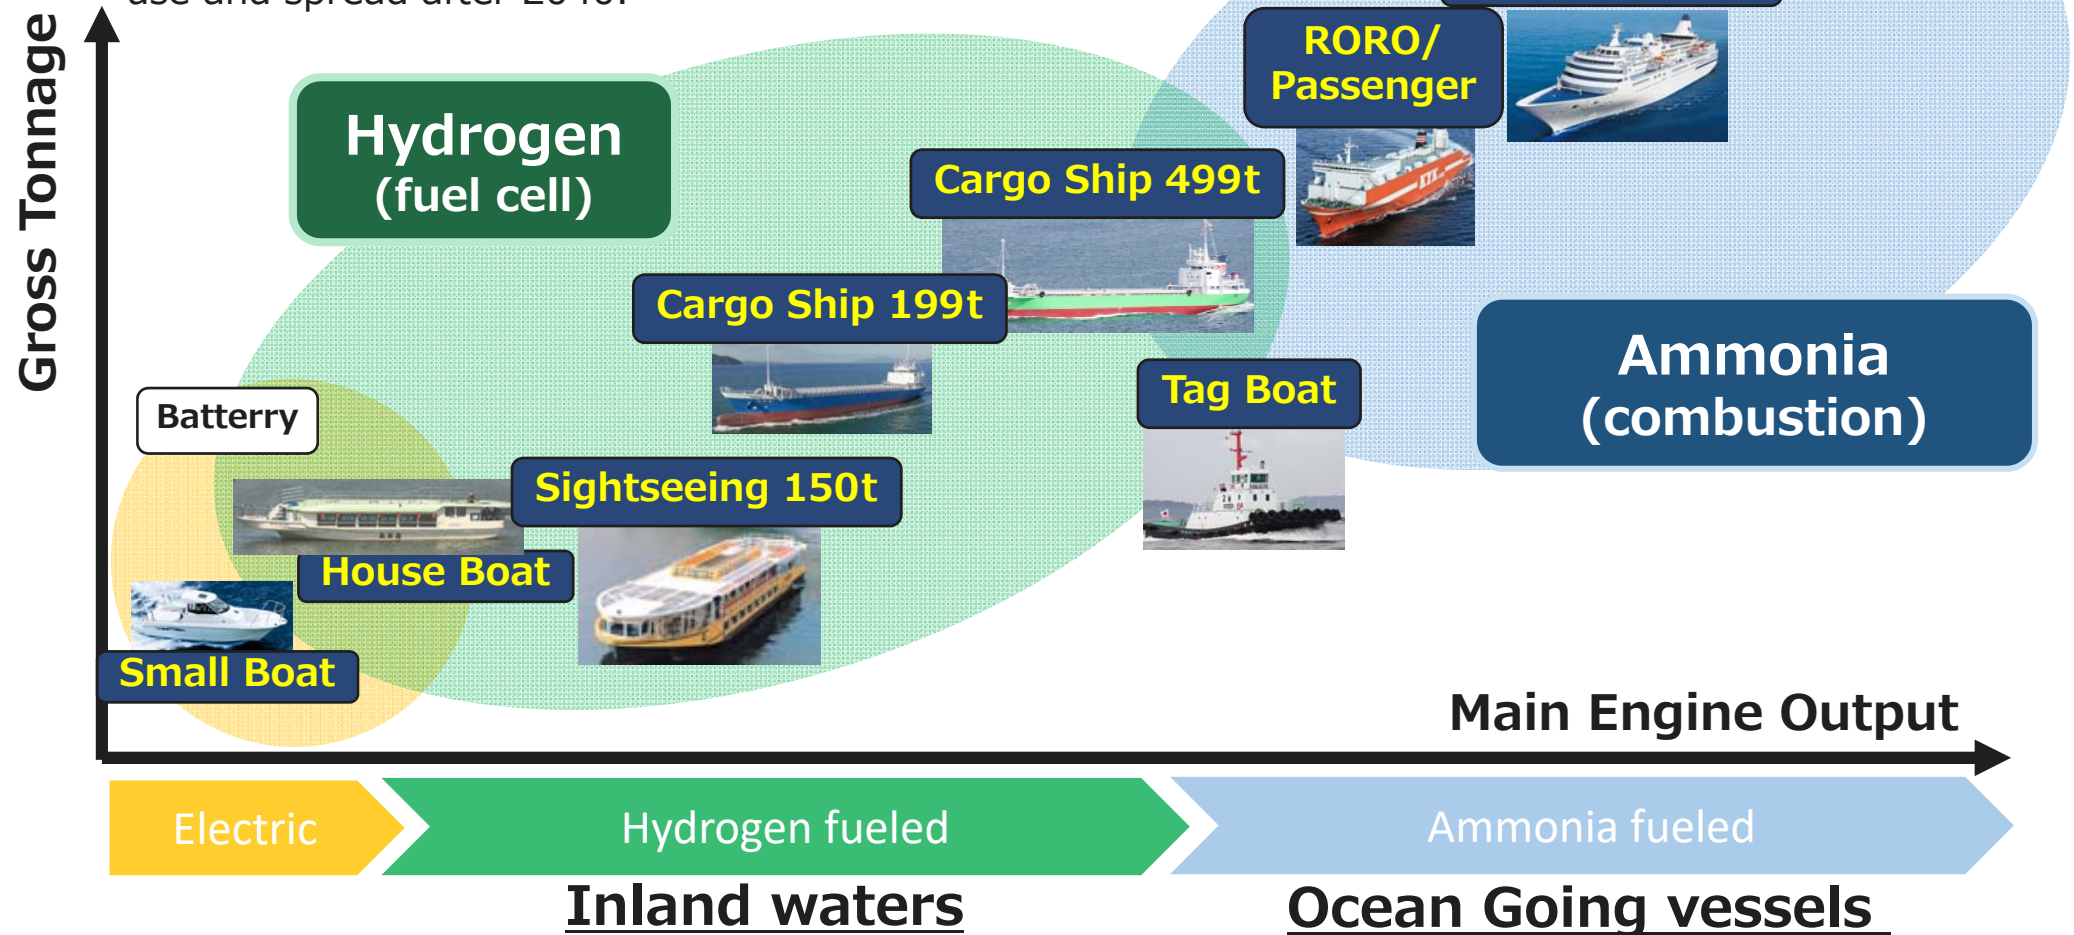 Gross Tonnage
RORO/
Passenger
Hydrogen
(fuel cell)
Cargo Ship 499t
Cargo Ship 199t
Ammonia
(combustion)
Tag Boat
Batterry
Sightseeing 150t
House Boat
Small Boat
Main Engine Output
Electric
Hydrogen fueled
Ammonia fueled
Inland waters
Ocean Going vessels